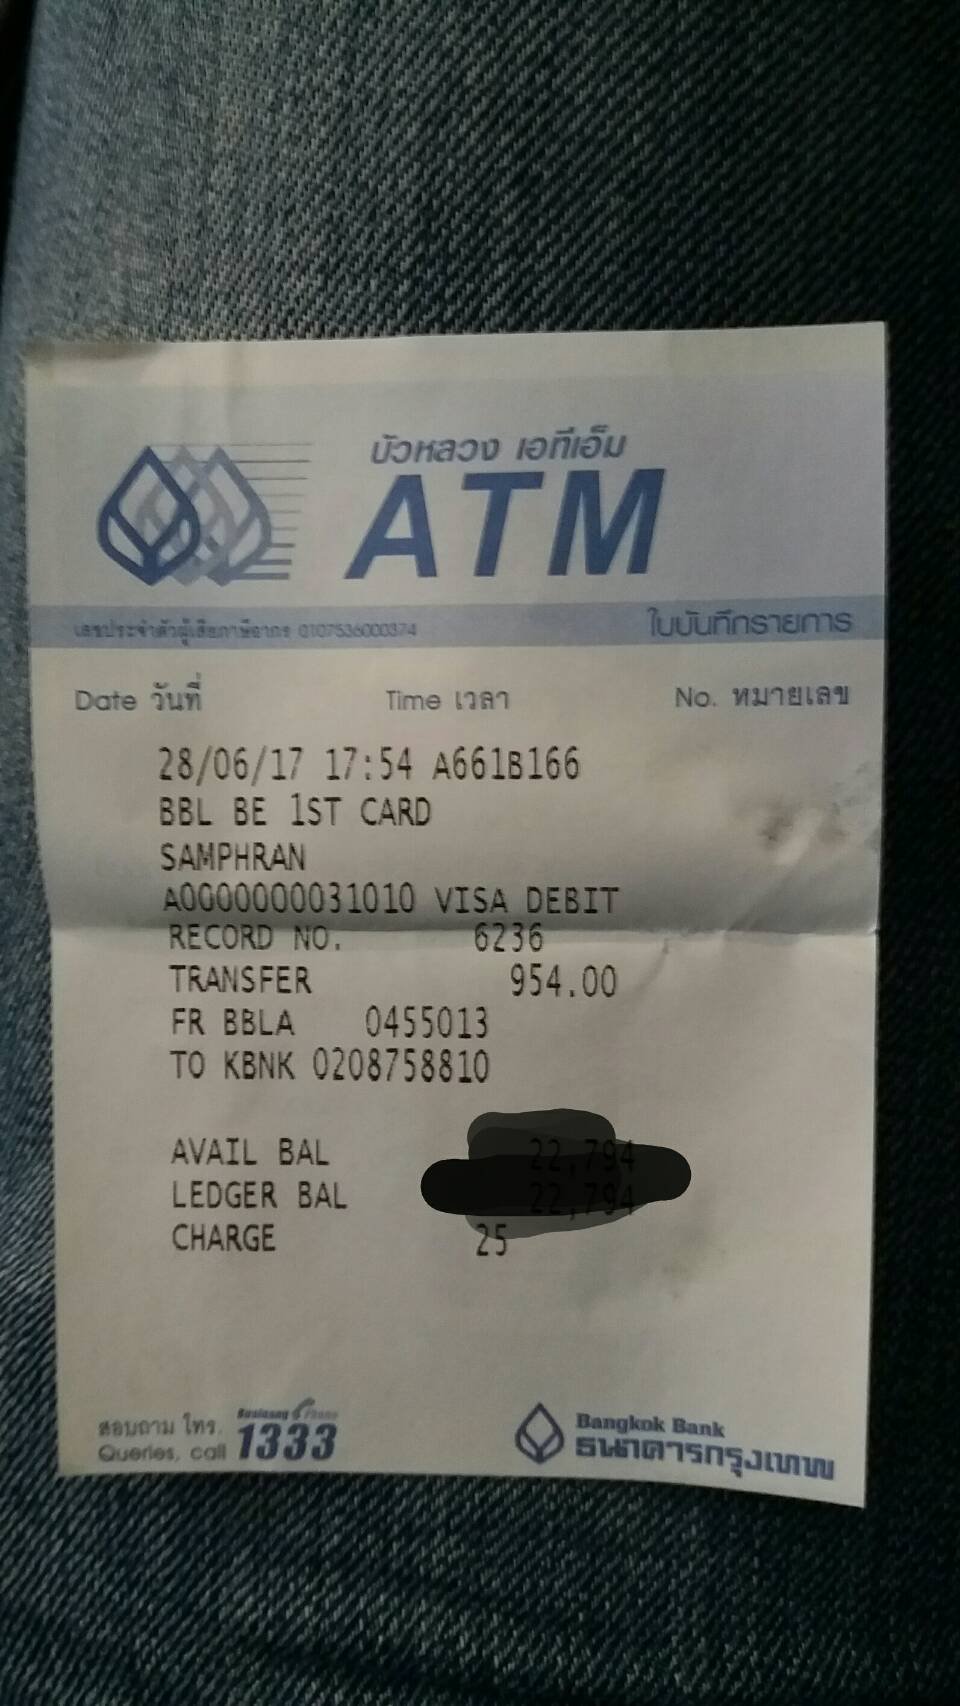 บัวหลวง เอทีเอ็ม
ATM
เลขประจำตัวผู้เสียภาษีอากร 0107536000374 ใบบันทึกรายการ
Date วันที่ Time เวลา No. หมายเลข
28/06/17 17:54 A661B166
BBL BE 1ST CARD
SAMPHRAN
A0000000031010 VISA DEBIT
RECORD NO. 6236
TRANSFER 954.00
FR BBLA 0455013
TO KBNK 0208758810
AVAIL BAL
LEDGER BAL
CHARGE 25
สอบถาม โทร. Bualuang Phone
Queries, call 1333
Bangkok Bank
ธนาคารกรุงเทพ